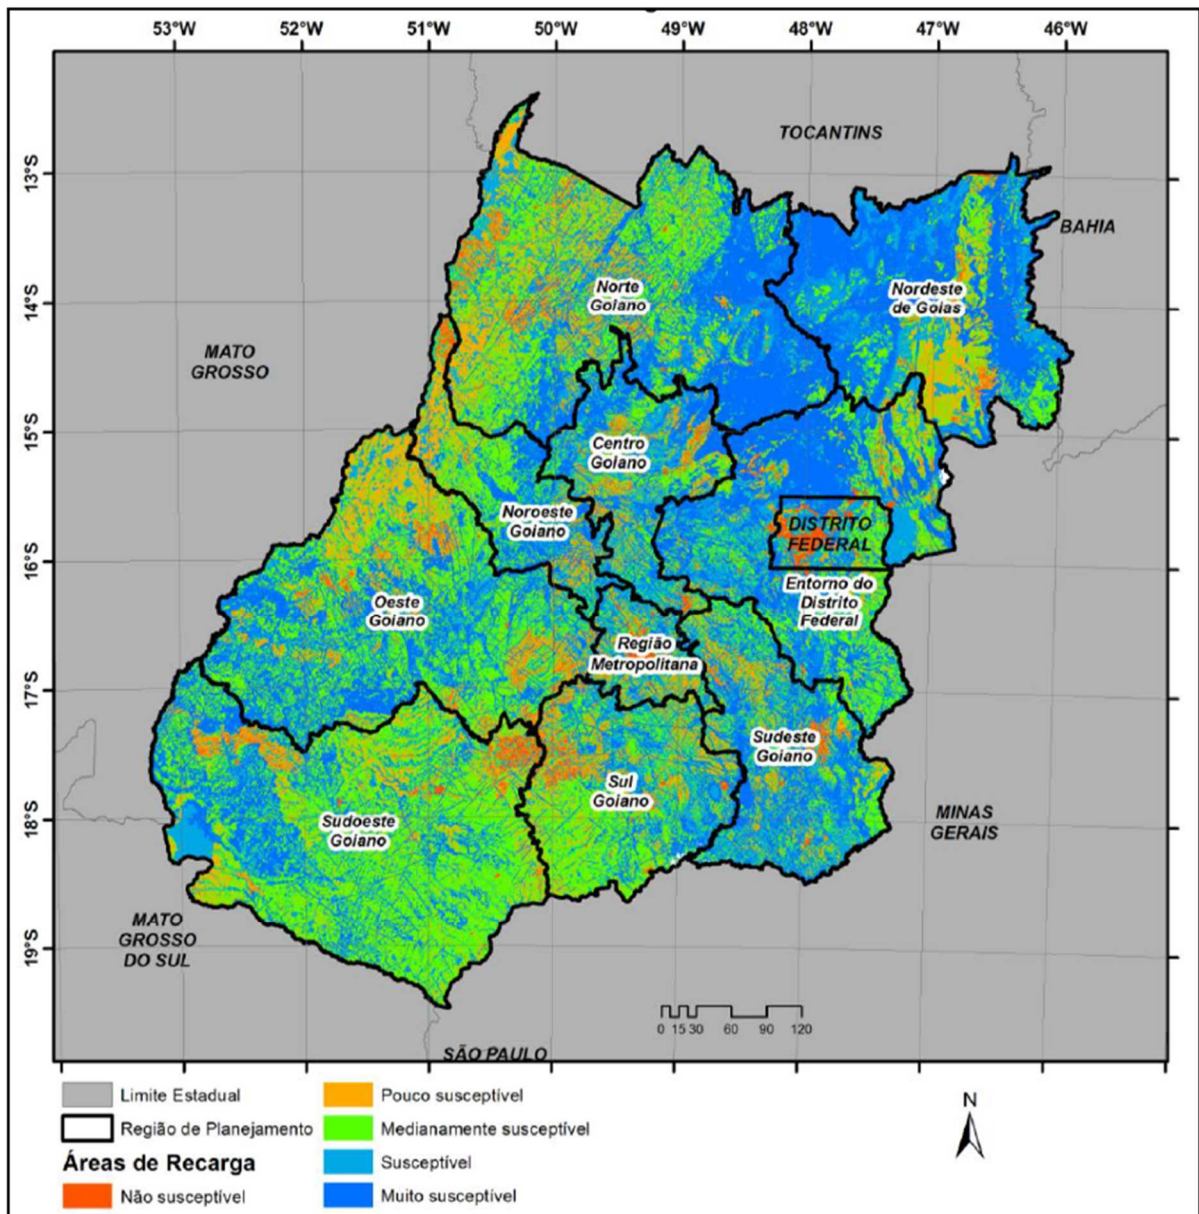 53°W 52°W 51°W 50°W 49°W 48°W 47°W 46°W
TOCANTINS
13°S
BAHIA
Norte
Goiano
Nordeste
de Goias
14°S
MATO
GROSSO
15°S
Centro
Goiano
Noroeste
Goiano
DISTRITO
FEDERAL
16°S
Entorno do
Distrito
Federal
Oeste
Goiano
Região
Metropolitana
17°S
Sudeste
Goiano
Sul
Goiano
18°S
Sudoeste
Goiano
MINAS
GERAIS
MATO
GROSSO
DO SUL
19°S
0 15 30 60 90 120
SÃO PAULO
Limite Estadual
Região de Planejamento
Áreas de Recarga
Não susceptível
Pouco susceptível
Medianamente susceptível
Susceptível
Muito susceptível
N